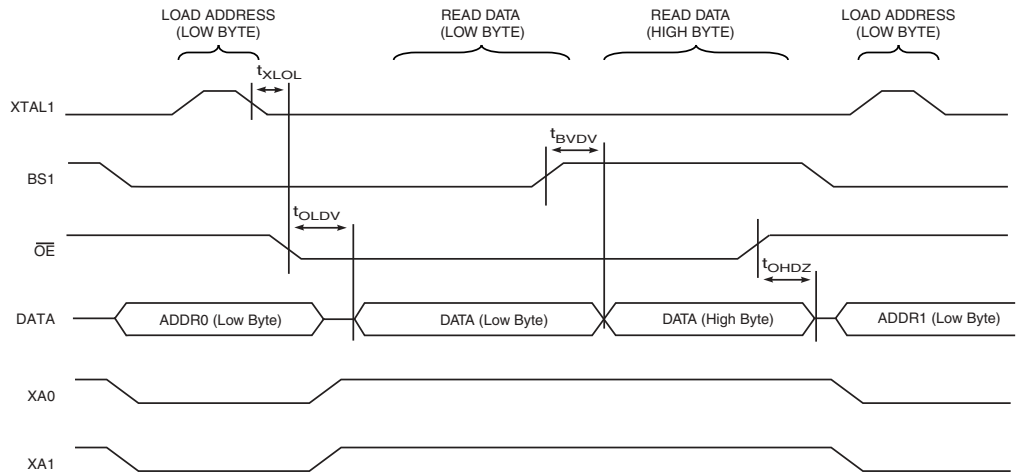 LOAD ADDRESS
(LOW BYTE)
READ DATA
(LOW BYTE)
READ DATA
(HIGH BYTE)
LOAD ADDRESS
(LOW BYTE)
tXLOL
XTAL1
tBVDV
BS1
tOLDV
OE
tOHDZ
DATA
ADDR0 (Low Byte)
DATA (Low Byte)
DATA (High Byte)
ADDR1 (Low Byte)
XA0
XA1